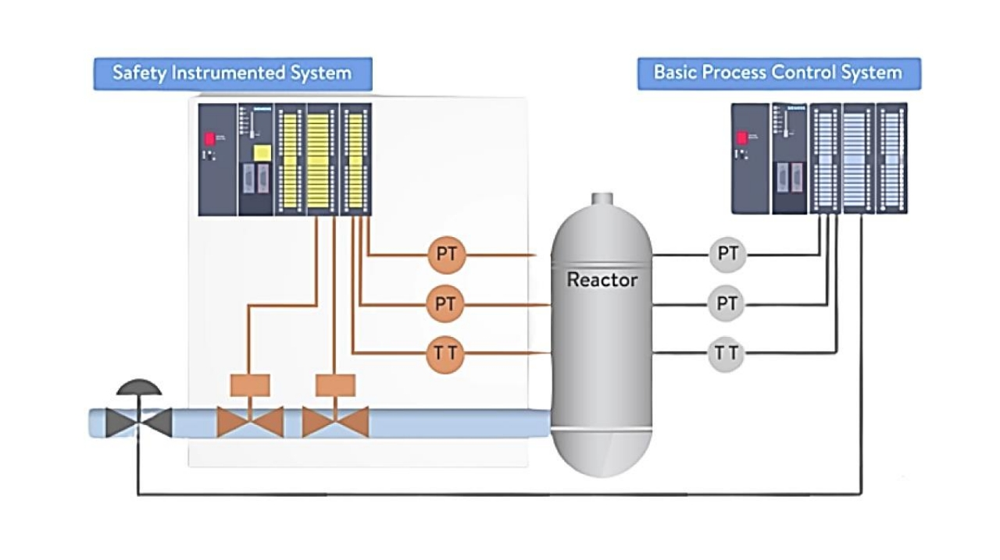 Safety Instrumented System
Basic Process Control System
PT
PT
Reactor
PT
PT
TT
TT